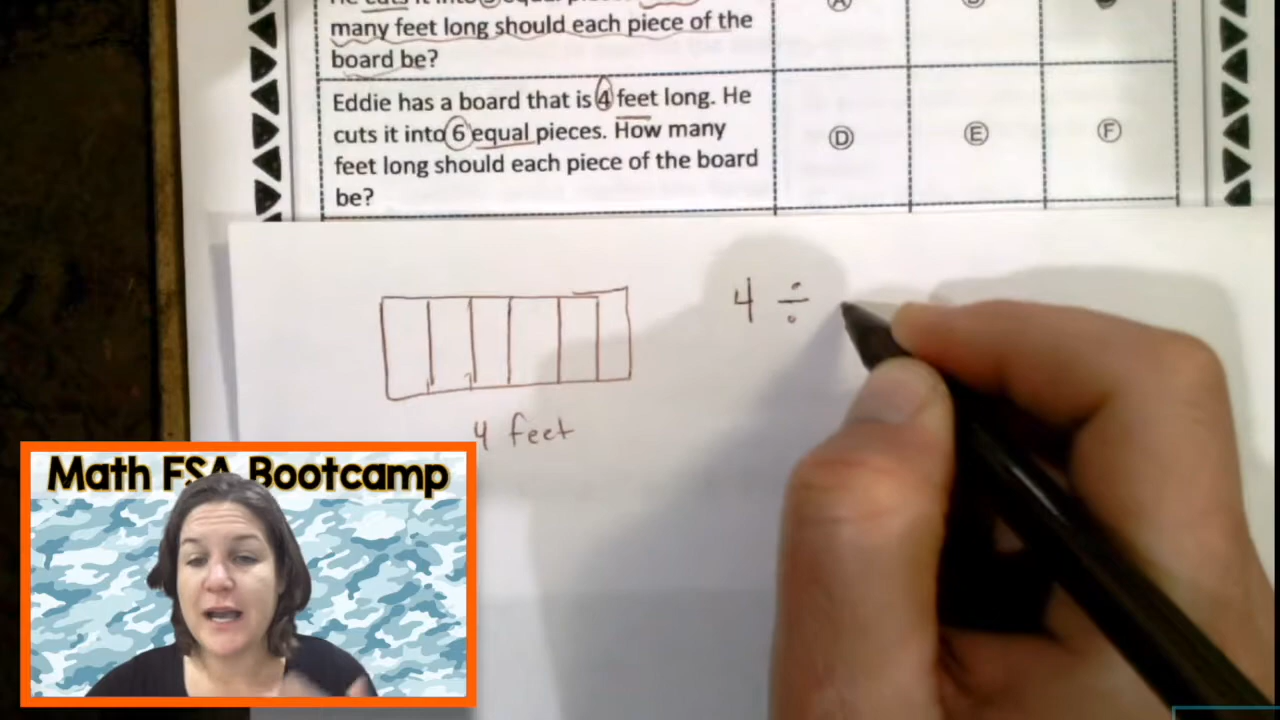 many feet long should each piece of the
board be?
Eddie has a board that is 4 feet long. He
cuts it into 6 equal pieces. How many
feet long should each piece of the board
be?
D E F
4 ÷
4 feet
Math FSA Bootcamp